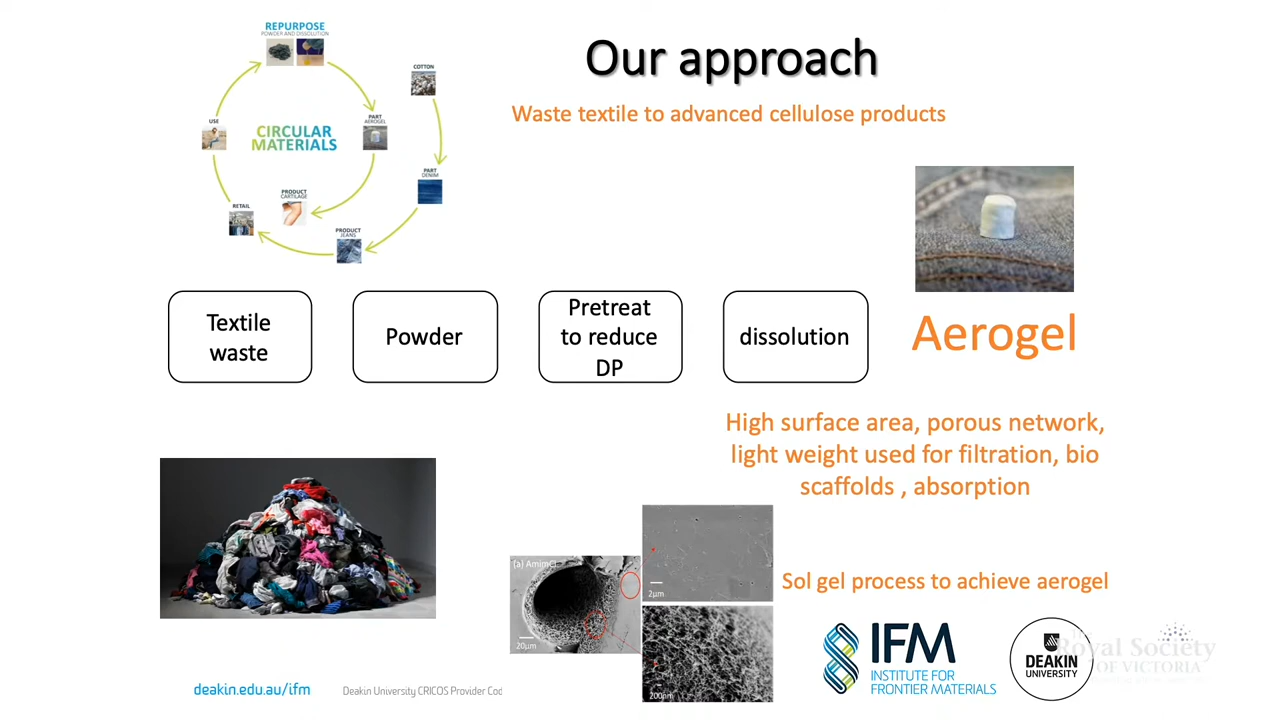 Our approach
Waste textile to advanced cellulose products
REPURPOSE
POWDER AND DISSOLUTION
COTTON
USE
CIRCULAR
MATERIALS
PART
AEROGEL
PART
DENIM
PRODUCT
CARTILAGE
RETAIL
PRODUCT
JEANS
Textile
waste
Powder
Pretreat
to reduce
DP
dissolution
Aerogel
High surface area, porous network,
light weight used for filtration, bio
scaffolds , absorption
(a) AmimCl
20μm
2μm
200nm
Sol gel process to achieve aerogel
IFM
INSTITUTE FOR
FRONTIER MATERIALS
DEAKIN
UNIVERSITY
Royal Society
OF VICTORIA
deakin.edu.au/ifm
Deakin University CRICOS Provider Cod